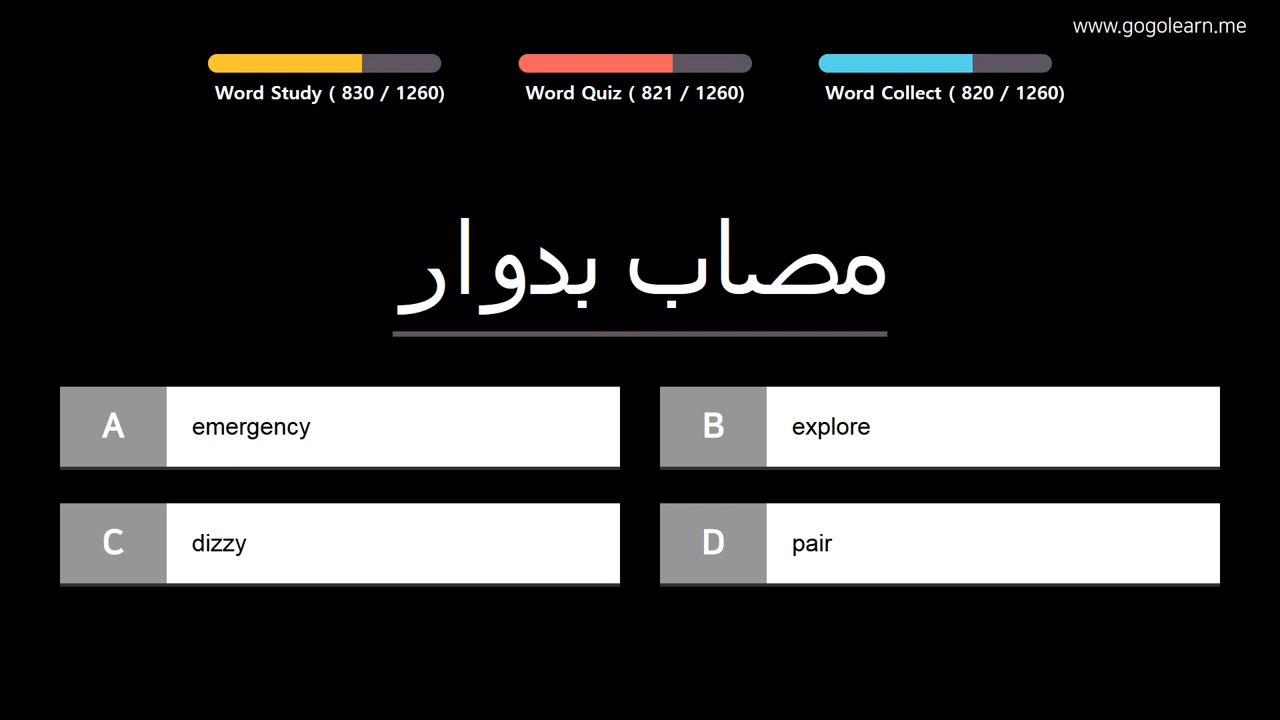 www.gogolearn.me
Word Study ( 830 / 1260)
Word Quiz ( 821 / 1260)
Word Collect ( 820 / 1260)
مصاب بدوار
A emergency
B explore
C dizzy
D pair